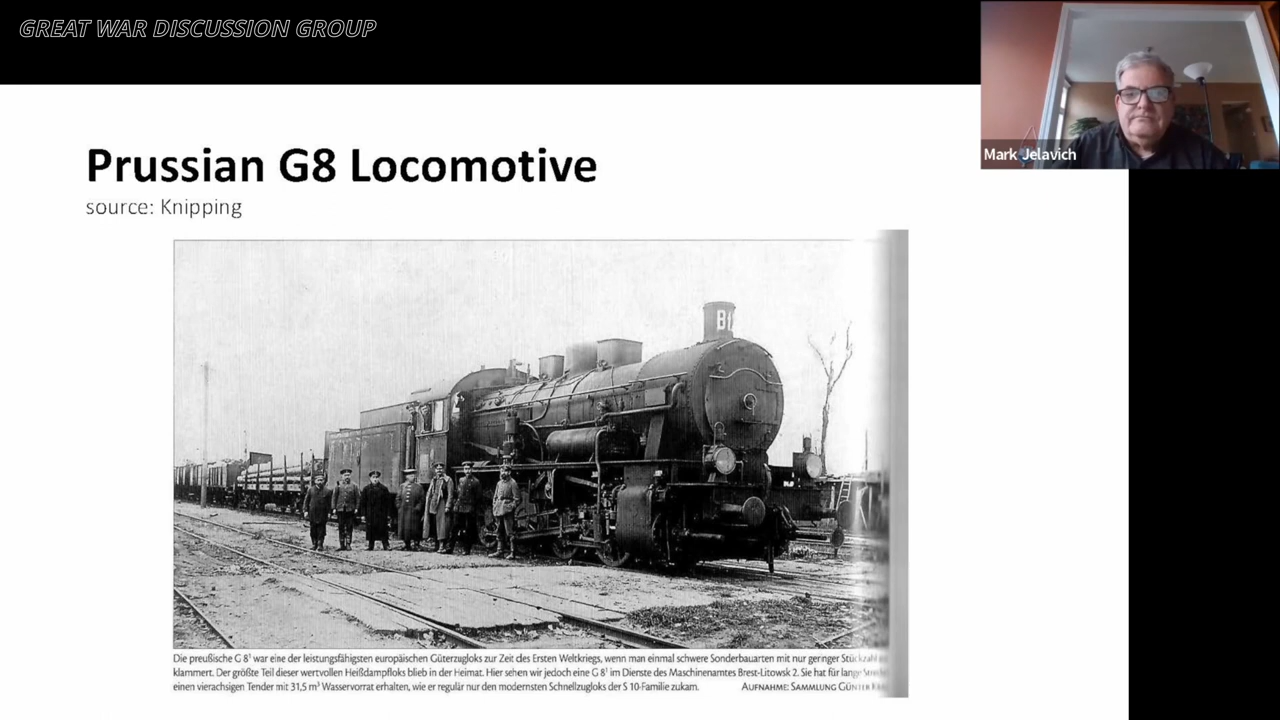 GREAT WAR DISCUSSION GROUP
Mark Jelavich
Prussian G8 Locomotive
source: Knipping
Die preußische G 8¹ war eine der leistungsfähigsten europäischen Güterzugloks zur Zeit des Ersten Weltkriegs, wenn man einmal schwere Sonderbauarten mit nur geringer Stückzahl
klammert. Der größte Teil dieser wertvollen Heißdampfloks blieb in der Heimat. Hier sehen wir jedoch eine G 8¹ im Dienste des Maschinenamtes Brest-Litowsk 2. Sie hat für lange
einen vierachsigen Tender mit 31,5 m³ Wasservorrat erhalten, wie er regulär nur den modernsten Schnellzugloks der S 10-Familie zukam. AUFNAHME: SAMMLUNG GÜNTER